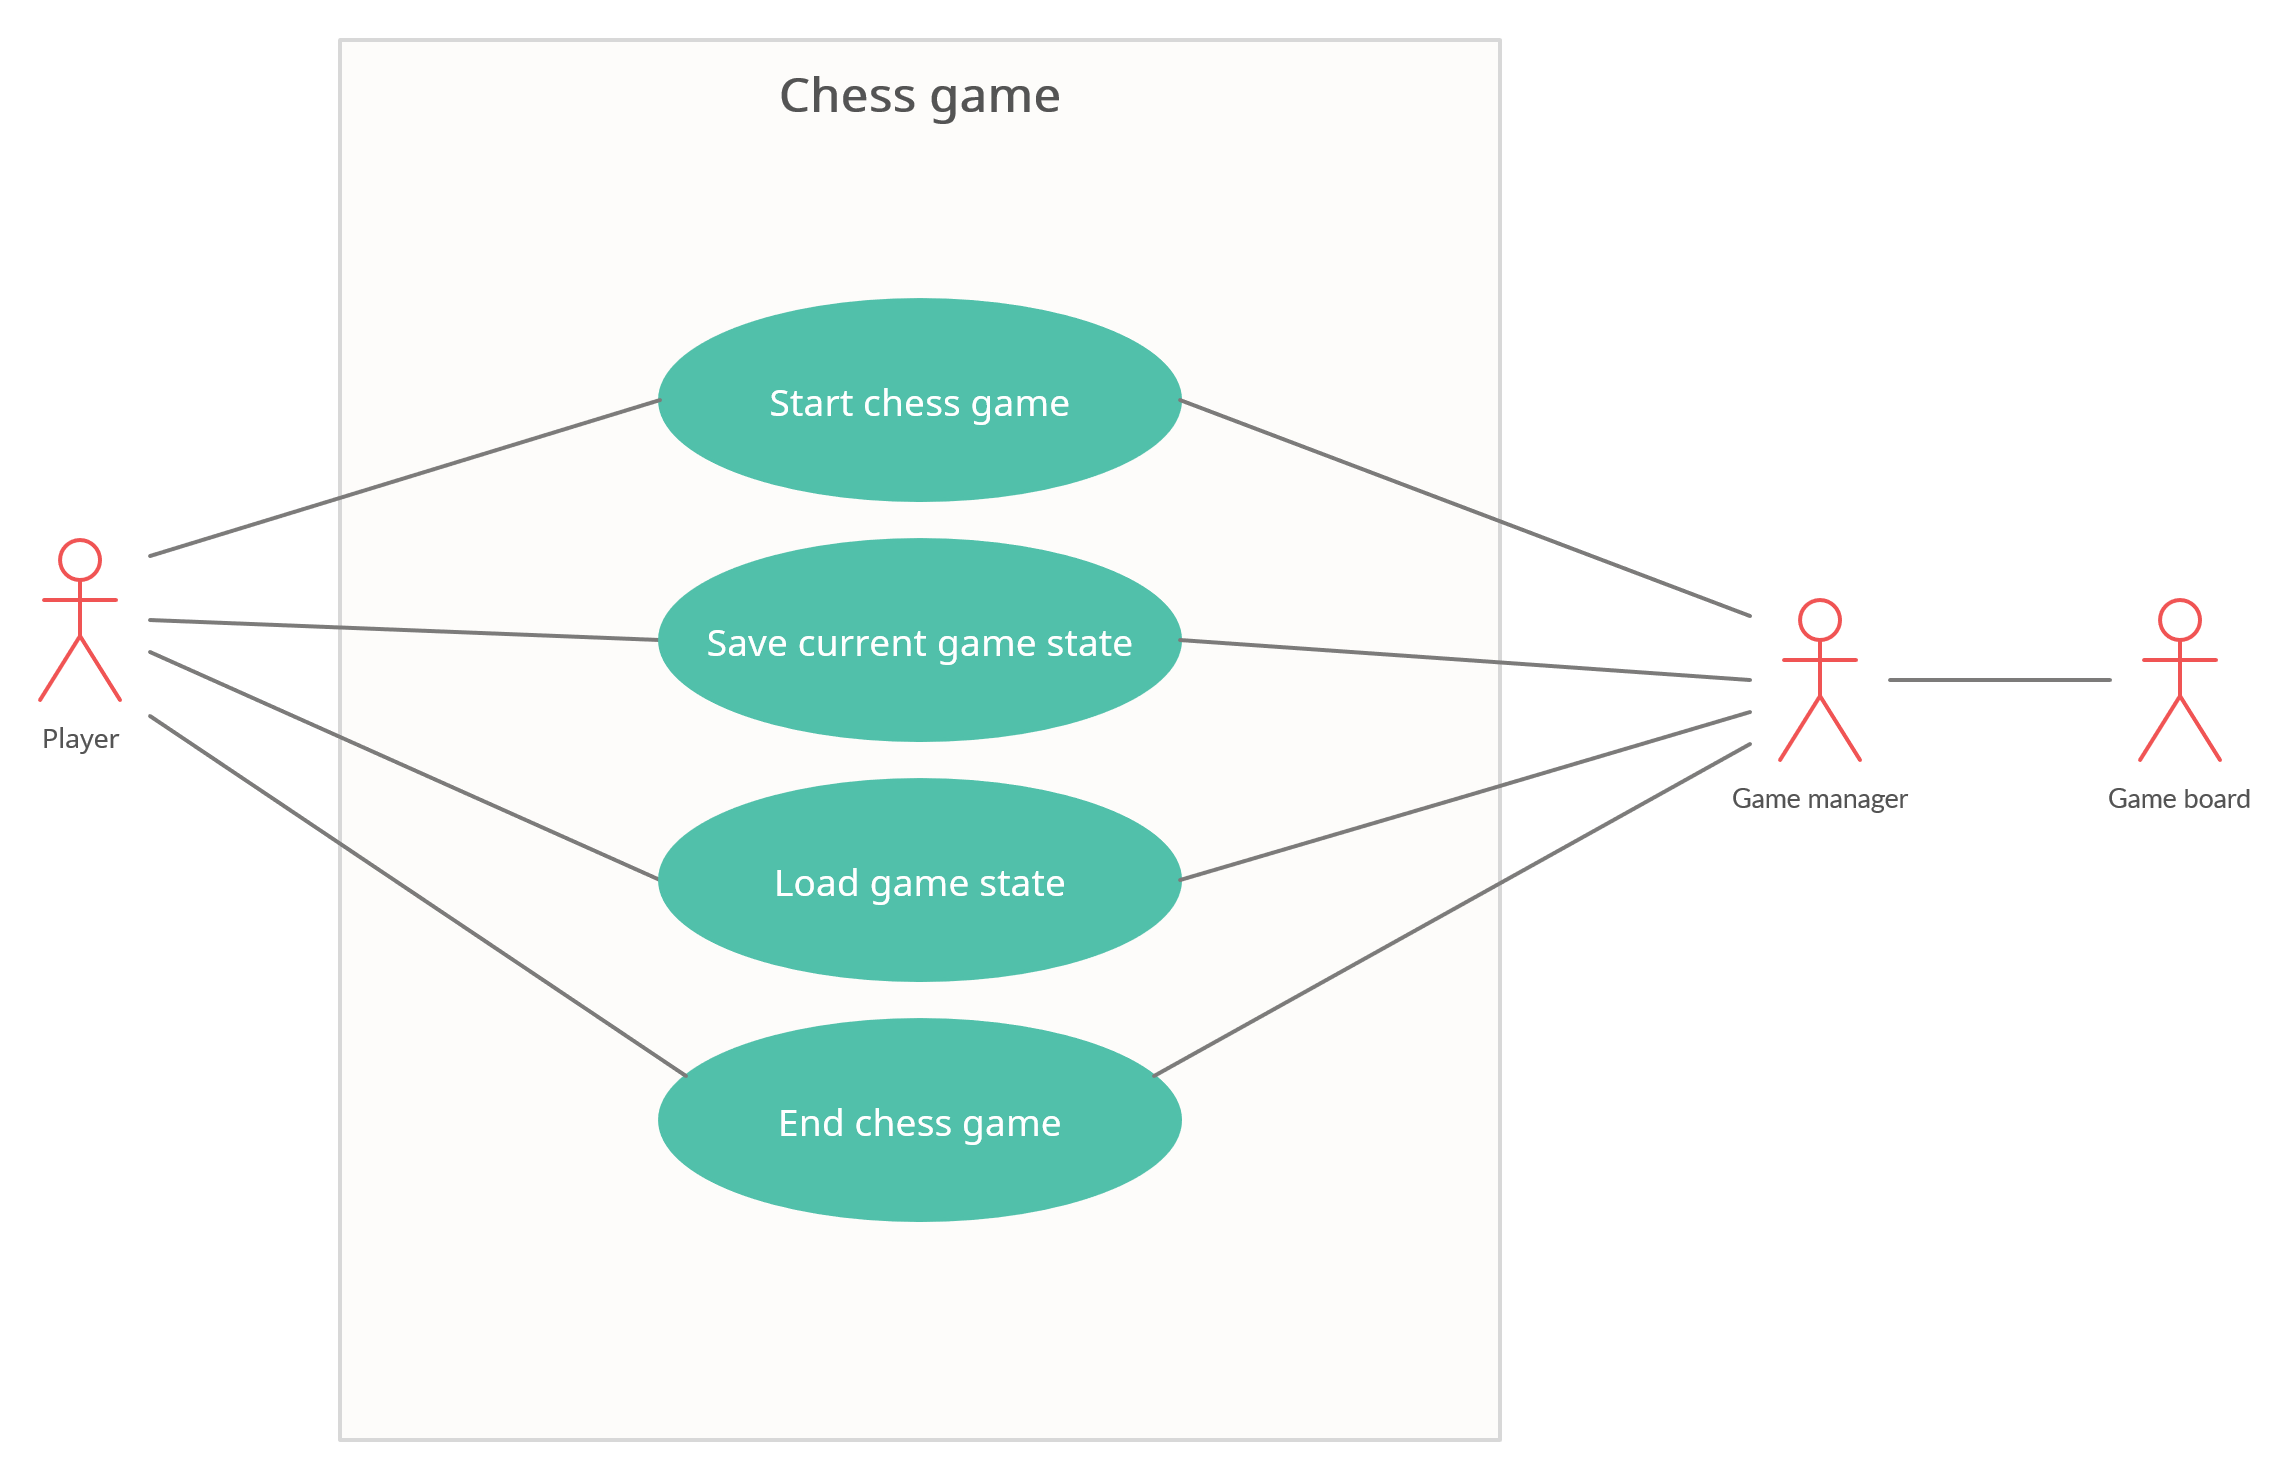 Chess game
Start chess game
Save current game state
Load game state
End chess game
Player
Game manager
Game board